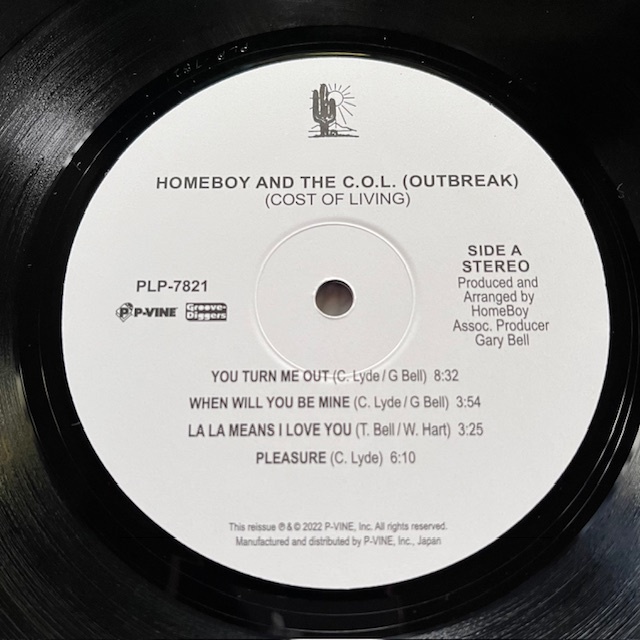 HOMEBOY AND THE C.O.L. (OUTBREAK)
(COST OF LIVING)
SIDE A
STEREO
Produced and
Arranged by
HomeBoy
Assoc. Producer
Gary Bell
PLP-7821
P-VINE
Groove-Diggers
YOU TURN ME OUT (C. Lyde / G Bell) 8:32
WHEN WILL YOU BE MINE (C. Lyde / G Bell) 3:54
LA LA MEANS I LOVE YOU (T. Bell / W. Hart) 3:25
PLEASURE (C. Lyde) 6:10
This reissue ℗ & © 2022 P-VINE, Inc. All rights reserved.
Manufactured and distributed by P-VINE, Inc., Japan